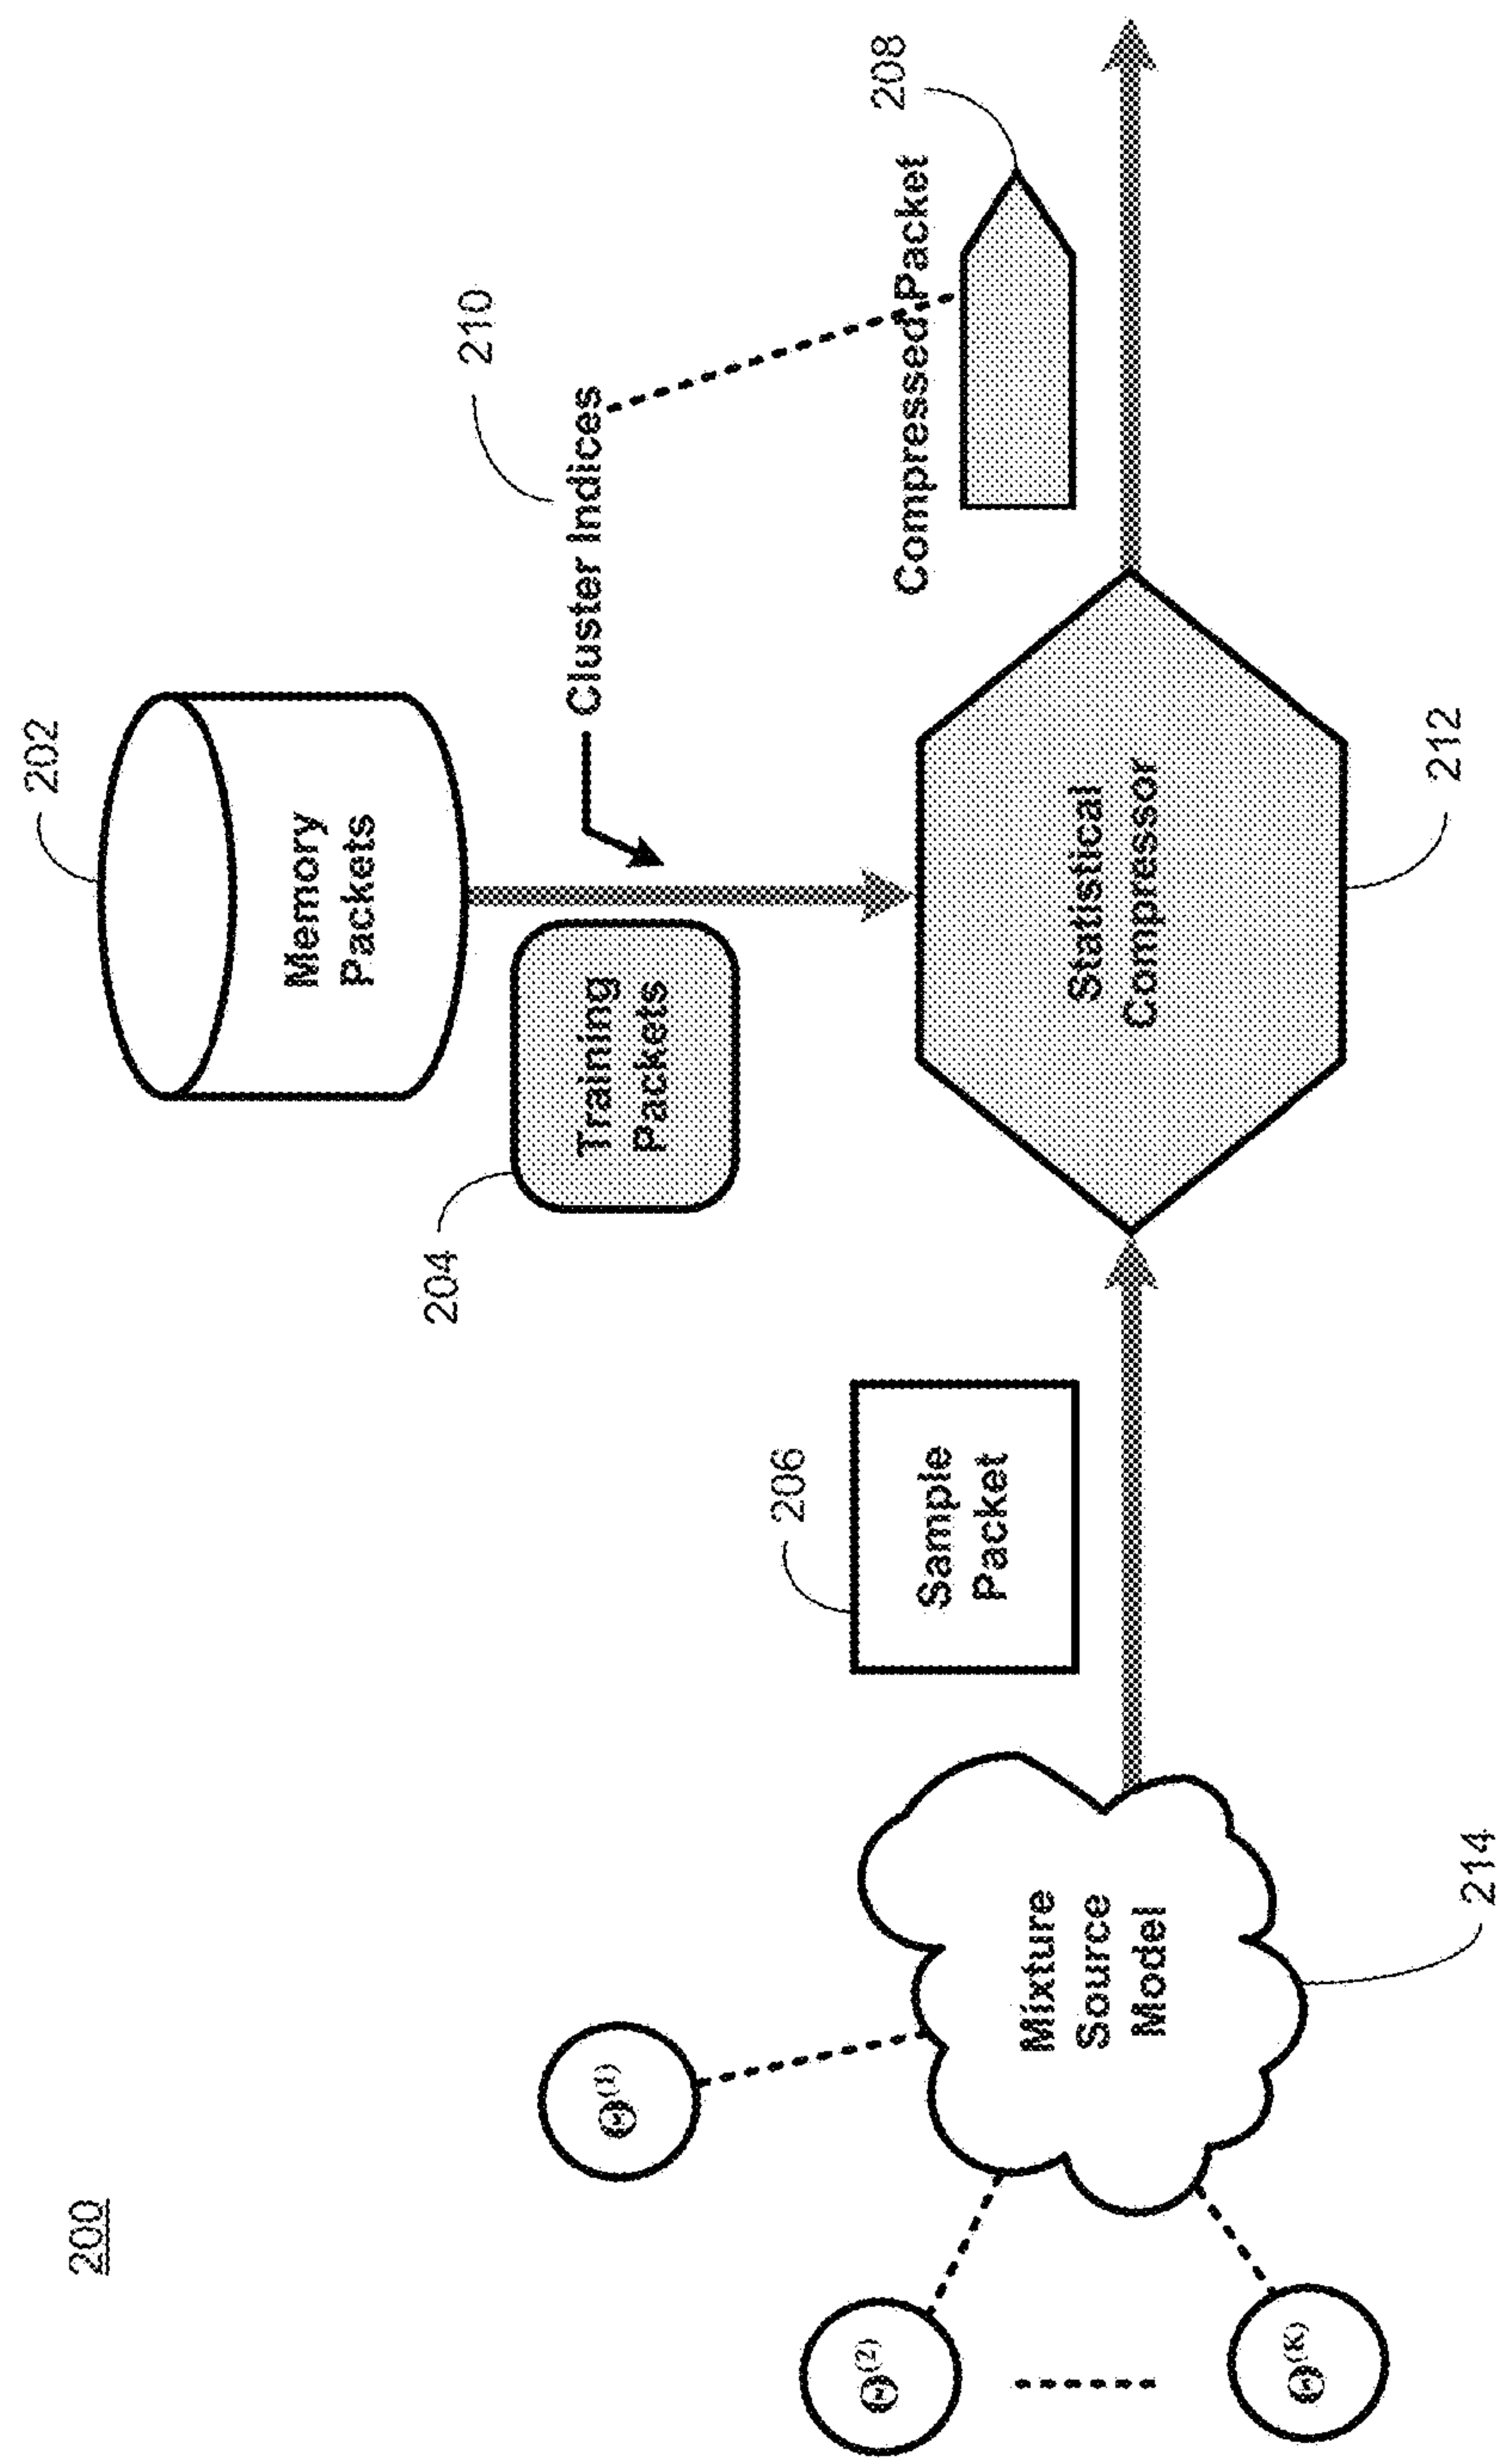 200
202
Memory
Packets
204
Training
Packets
210
Cluster Indices
Compressed Packet
208
206
Sample
Packet
Statistical
Compressor
212
Θ(1)
Θ(2)
Θ(K)
Mixture
Source
Model
214